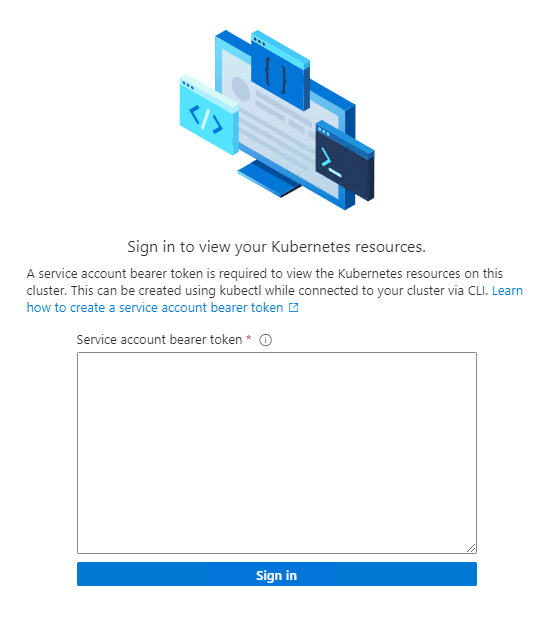 { }
</>
>_
Sign in to view your Kubernetes resources.
A service account bearer token is required to view the Kubernetes resources on this
cluster. This can be created using kubectl while connected to your cluster via CLI. Learn
how to create a service account bearer token
Service account bearer token *
Sign in